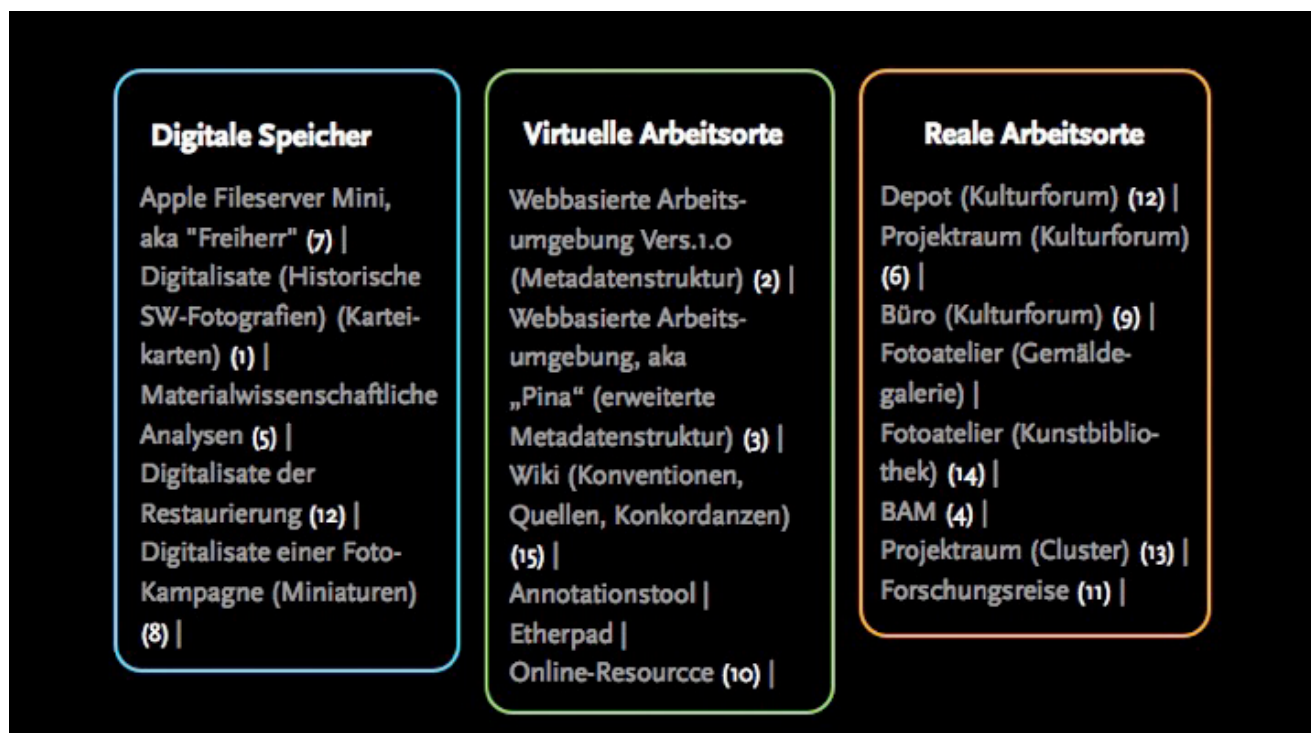 Digitale Speicher
Apple Fileserver Mini,
aka "Freiherr" (7) |
Digitalisate (Historische
SW-Fotografien) (Kartei-
karten) (1) |
Materialwissenschaftliche
Analysen (5) |
Digitalisate der
Restaurierung (12) |
Digitalisate einer Foto-
Kampagne (Miniaturen)
(8) |
Virtuelle Arbeitsorte
Webbasierte Arbeits-
umgebung Vers.1.0
(Metadatenstruktur) (2) |
Webbasierte Arbeits-
umgebung, aka
„Pina“ (erweiterte
Metadatenstruktur) (3) |
Wiki (Konventionen,
Quellen, Konkordanzen)
(15) |
Annotationstool |
Etherpad |
Online-Resourcce (10) |
Reale Arbeitsorte
Depot (Kulturforum) (12) |
Projektraum (Kulturforum)
(6) |
Büro (Kulturforum) (9) |
Fotoatelier (Gemälde-
galerie) |
Fotoatelier (Kunstbiblio-
thek) (14) |
BAM (4) |
Projektraum (Cluster) (13) |
Forschungsreise (11) |